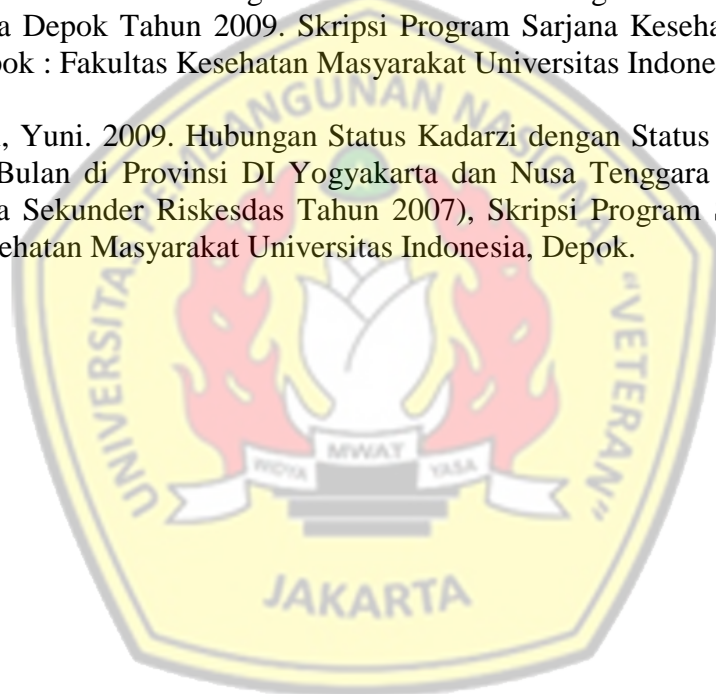 a Depok Tahun 2009. Skripsi Program Sarjana Keseha
ok : Fakultas Kesehatan Masyarakat Universitas Indone
, Yuni. 2009. Hubungan Status Kadarzi dengan Status
Bulan di Provinsi DI Yogyakarta dan Nusa Tenggara
a Sekunder Riskesdas Tahun 2007), Skripsi Program
ehatan Masyarakat Universitas Indonesia, Depok.
UNIVERSITAS PEMBANGUNAN NASIONAL "VETERAN"
WIDYA MWAT YASA
JAKARTA